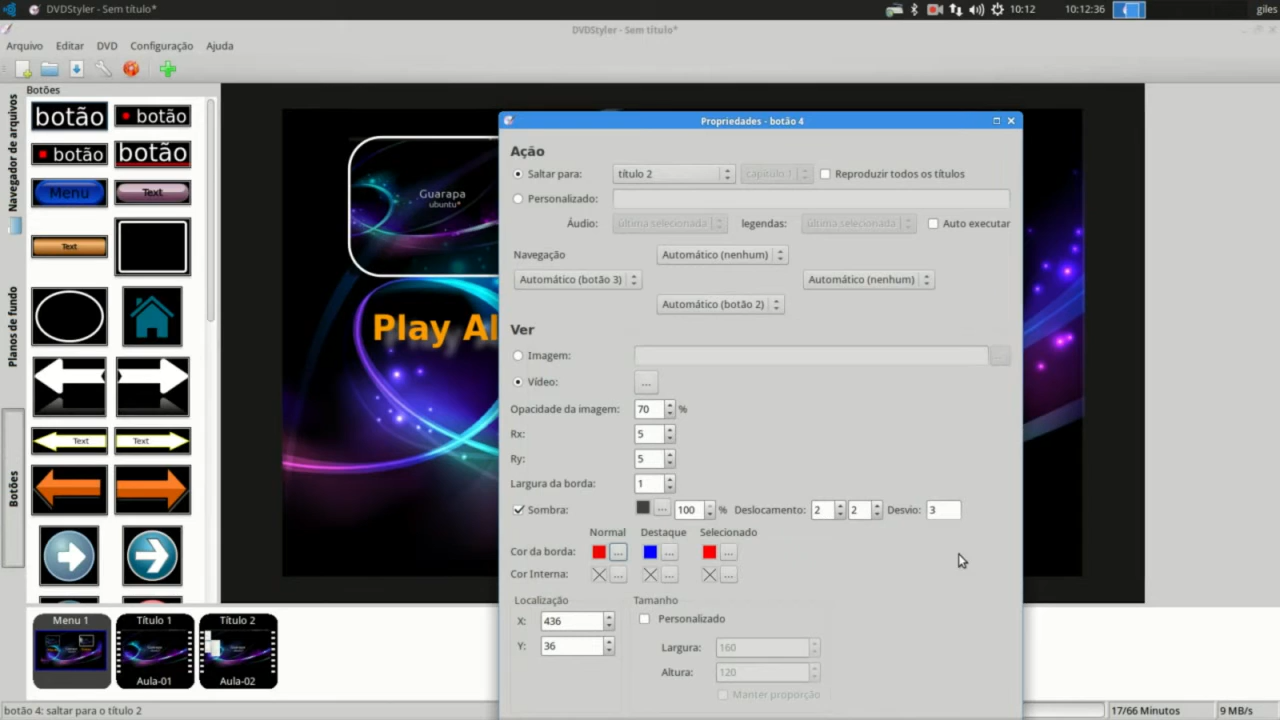 DVDStyler - Sem título*
10:12
10:12:36
giles
DVDStyler - Sem título*
Arquivo Editar DVD Configuração Ajuda
Botões
Navegador de arquivos
Planos de fundo
Botões
botão
botão
botão
botão
Menu
Text
Text
Text
Text
Guarapa
ubuntu*
Play Al
Propriedades - botão 4
Ação
Saltar para: título 2 capítulo 1 Reproduzir todos os títulos
Personalizado:
Áudio: última selecionada legendas: última selecionada Auto executar
Navegação Automático (nenhum)
Automático (botão 3) Automático (nenhum)
Automático (botão 2)
Ver
Imagem: ...
Vídeo: ...
Opacidade da imagem: 70 %
Rx: 5
Ry: 5
Largura da borda: 1
Sombra: ... 100 % Deslocamento: 2 2 Desvio: 3
Normal Destaque Selecionado
Cor da borda: ... ... ...
Cor Interna: ... ... ...
Localização Tamanho
X: 436 Personalizado
Y: 36 Largura: 160
Altura: 120
Manter proporção
Menu 1 Título 1 Título 2
Aula-01 Aula-02
botão 4: saltar para o título 2
17/66 Minutos
9 MB/s